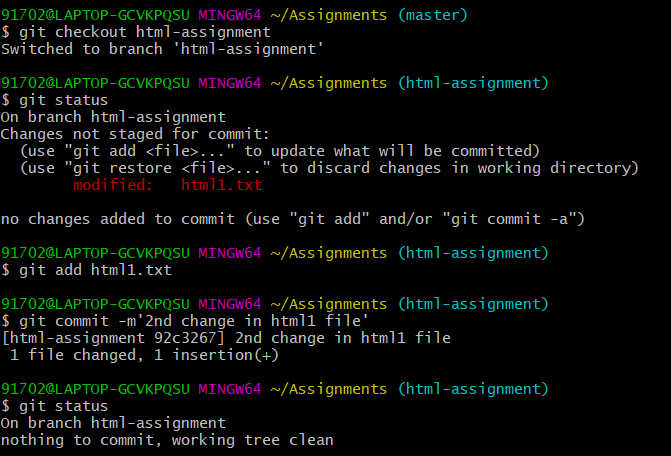 91702@LAPTOP-GCVKPQSU MINGW64 ~/Assignments (master)
$ git checkout html-assignment
Switched to branch 'html-assignment'
91702@LAPTOP-GCVKPQSU MINGW64 ~/Assignments (html-assignment)
$ git status
On branch html-assignment
Changes not staged for commit:
  (use "git add <file>..." to update what will be committed)
  (use "git restore <file>..." to discard changes in working directory)
        modified:   html1.txt
no changes added to commit (use "git add" and/or "git commit -a")
91702@LAPTOP-GCVKPQSU MINGW64 ~/Assignments (html-assignment)
$ git add html1.txt
91702@LAPTOP-GCVKPQSU MINGW64 ~/Assignments (html-assignment)
$ git commit -m'2nd change in html1 file'
[html-assignment 92c3267] 2nd change in html1 file
 1 file changed, 1 insertion(+)
91702@LAPTOP-GCVKPQSU MINGW64 ~/Assignments (html-assignment)
$ git status
On branch html-assignment
nothing to commit, working tree clean